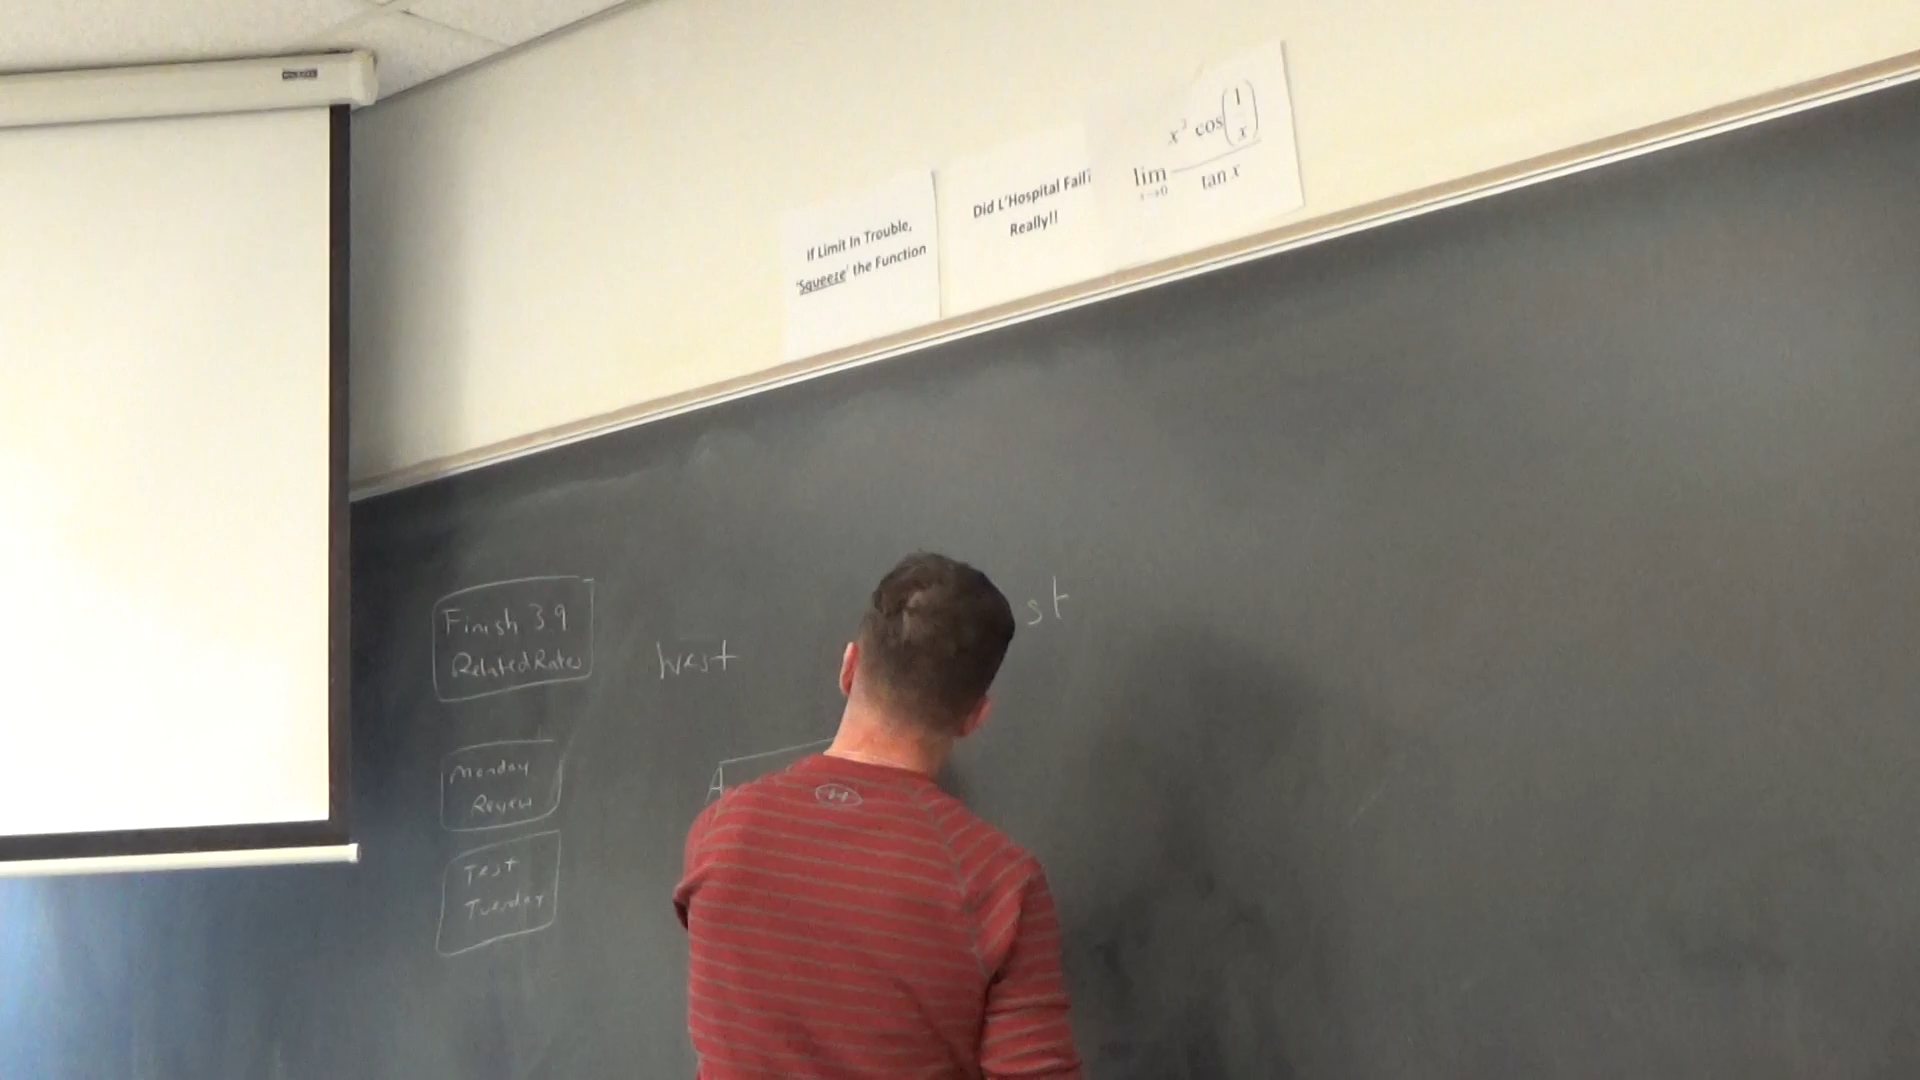 If Limit In Trouble,
'Squeeze' the Function
Did L'Hospital Fail?
Really!!
lim x→0 x² cos(1/x) / tan x
Finish 3.9
Related Rates
West
st
Monday
Review
Test
Tuesday
A